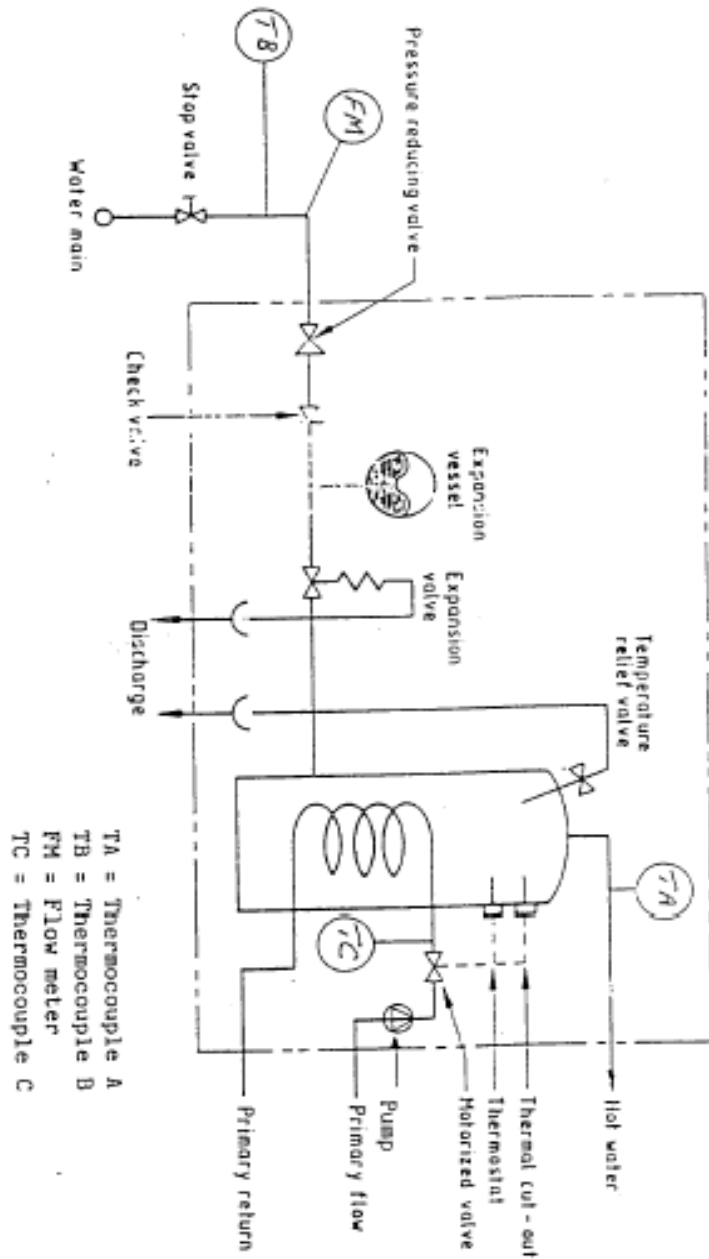 TB
FM
Stop valve
Water main
Pressure reducing valve
Check valve
Expansion
vessel
Expansion
valve
Discharge
Temperature
relief valve
TA
TC
Hot water
Thermal cut-out
Thermostat
Motorized valve
Pump
Primary flow
Primary return
TA = Thermocouple A
TB = Thermocouple B
FM = Flow meter
TC = Thermocouple C